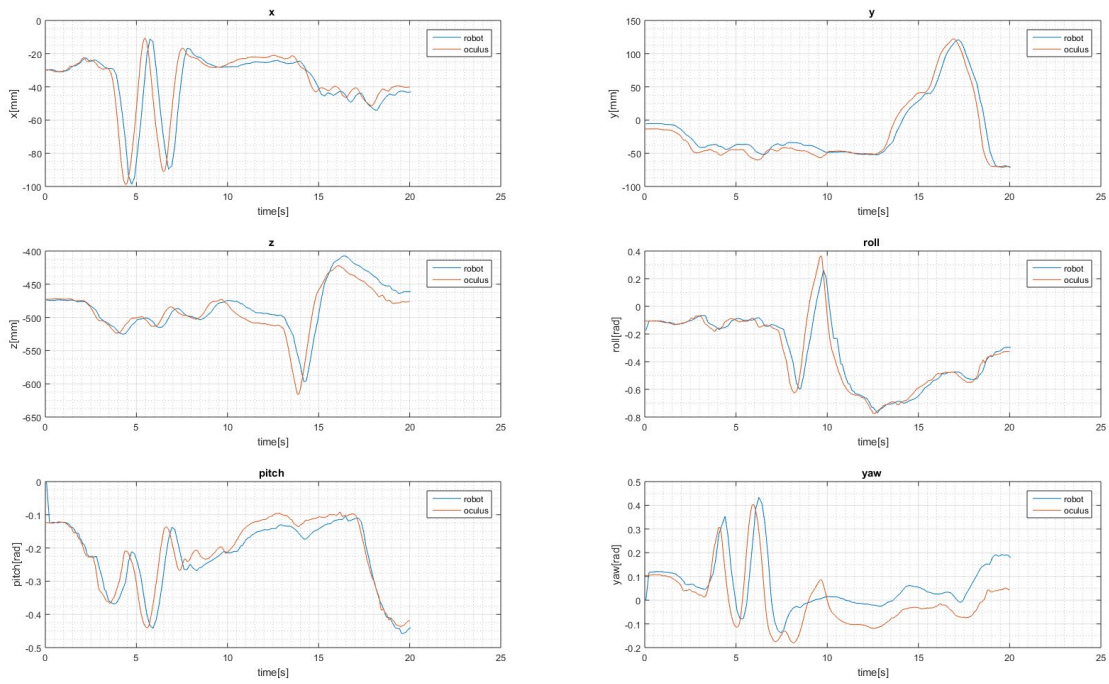 x
x[mm]
0
-20
-40
-60
-80
-100
0 5 10 15 20 25
time[s]
robot
oculus
y
y[mm]
150
100
50
0
-50
-100
0 5 10 15 20 25
time[s]
robot
oculus
z
z[mm]
-400
-450
-500
-550
-600
-650
0 5 10 15 20 25
time[s]
robot
oculus
roll
roll[rad]
0.4
0.2
0
-0.2
-0.4
-0.6
-0.8
0 5 10 15 20 25
time[s]
robot
oculus
pitch
pitch[rad]
0
-0.1
-0.2
-0.3
-0.4
-0.5
0 5 10 15 20 25
time[s]
robot
oculus
yaw
yaw[rad]
0.5
0.4
0.3
0.2
0.1
0
-0.1
-0.2
0 5 10 15 20 25
time[s]
robot
oculus